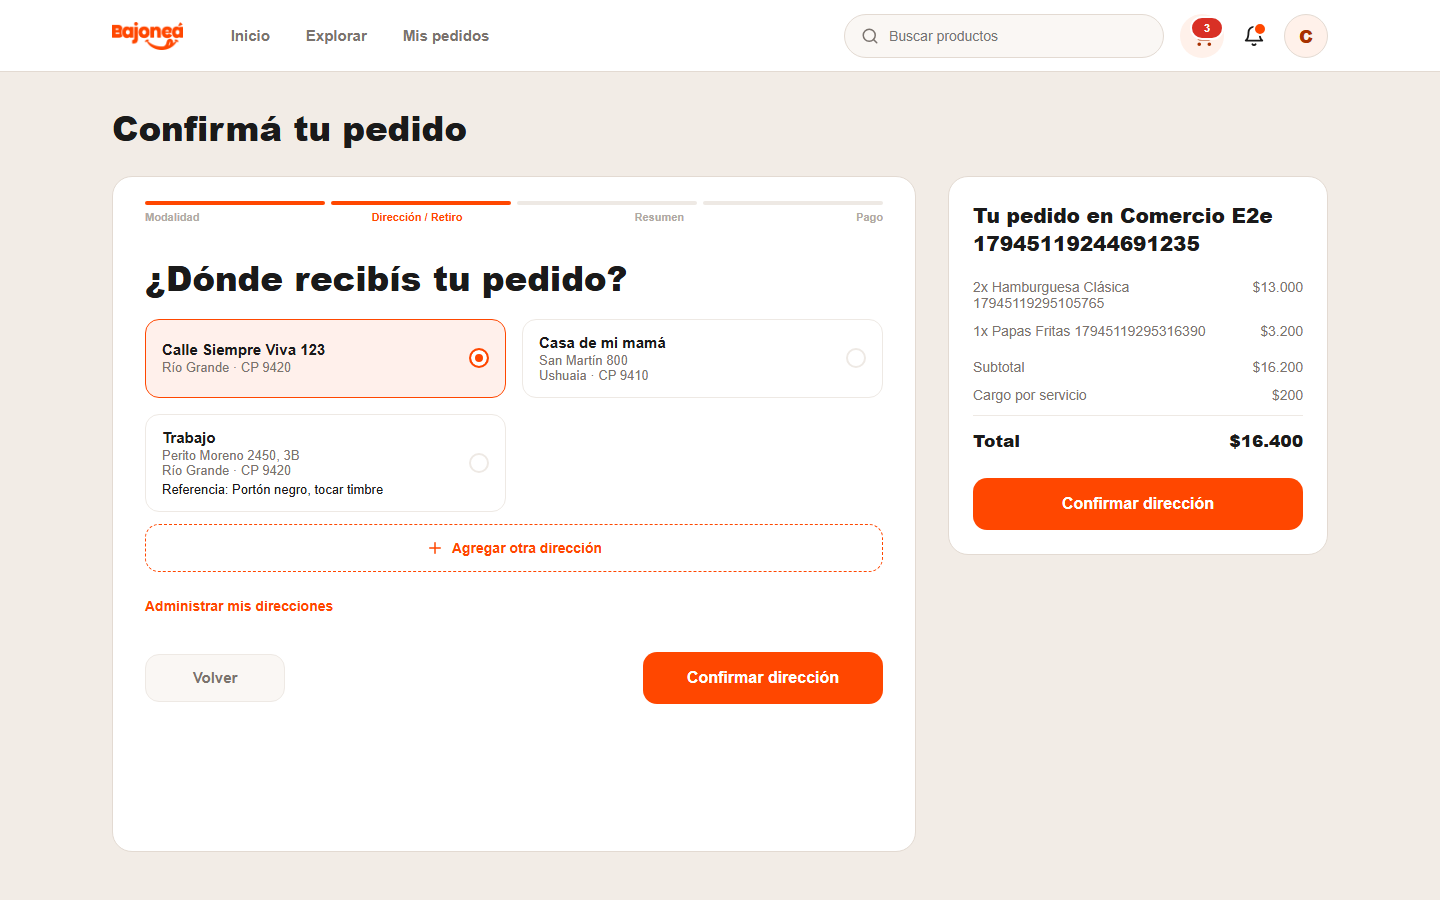 Bajoneá
Inicio
Explorar
Mis pedidos
Buscar productos
3
C
Confirmá tu pedido
Modalidad
Dirección / Retiro
Resumen
Pago
¿Dónde recibís tu pedido?
Calle Siempre Viva 123
Río Grande · CP 9420
Casa de mi mamá
San Martín 800
Ushuaia · CP 9410
Trabajo
Perito Moreno 2450, 3B
Río Grande · CP 9420
Referencia: Portón negro, tocar timbre
+ Agregar otra dirección
Administrar mis direcciones
Volver
Confirmar dirección
Tu pedido en Comercio E2e
17945119244691235
2x Hamburguesa Clásica $13.000
17945119295105765
1x Papas Fritas 17945119295316390 $3.200
Subtotal $16.200
Cargo por servicio $200
Total $16.400
Confirmar dirección